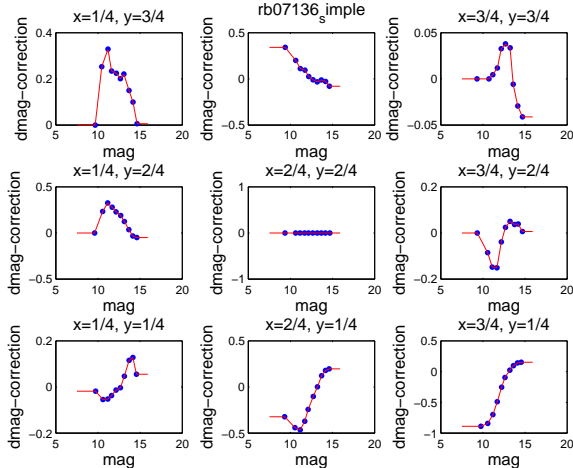 x=1/4, y=3/4
rb07136_simple
x=3/4, y=3/4
dmag-correction
0.4
0.2
0
5 10 15 20
mag
dmag-correction
0.5
0
−0.5
5 10 15 20
mag
dmag-correction
0.05
0
−0.05
5 10 15 20
mag
x=1/4, y=2/4
x=2/4, y=2/4
x=3/4, y=2/4
dmag-correction
0.5
0
−0.5
5 10 15 20
mag
dmag-correction
1
0
−1
5 10 15 20
mag
dmag-correction
0.2
0
−0.2
5 10 15 20
mag
x=1/4, y=1/4
x=2/4, y=1/4
x=3/4, y=1/4
dmag-correction
0.2
0
−0.2
5 10 15 20
mag
dmag-correction
0.5
0
−0.5
5 10 15 20
mag
dmag-correction
0.5
0
−0.5
−1
5 10 15 20
mag